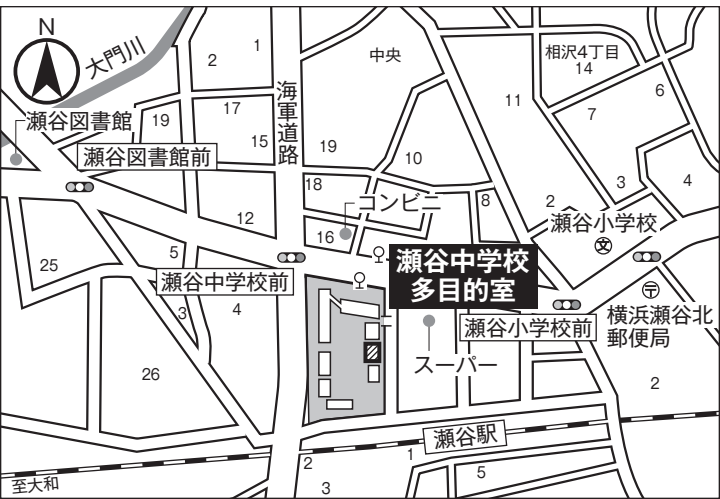 N
大門川
2
1
中央
相沢4丁目
14
6
11
7
海軍道路
17
19
15
瀬谷図書館
瀬谷図書館前
19
10
18
3
4
8
2
コンビニ
瀬谷小学校
文
12
16
5
25
瀬谷中学校前
瀬谷中学校
多目的室
〒
3
4
瀬谷小学校前
横浜瀬谷北
郵便局
スーパー
26
2
瀬谷駅
至大和
2
3
1
5